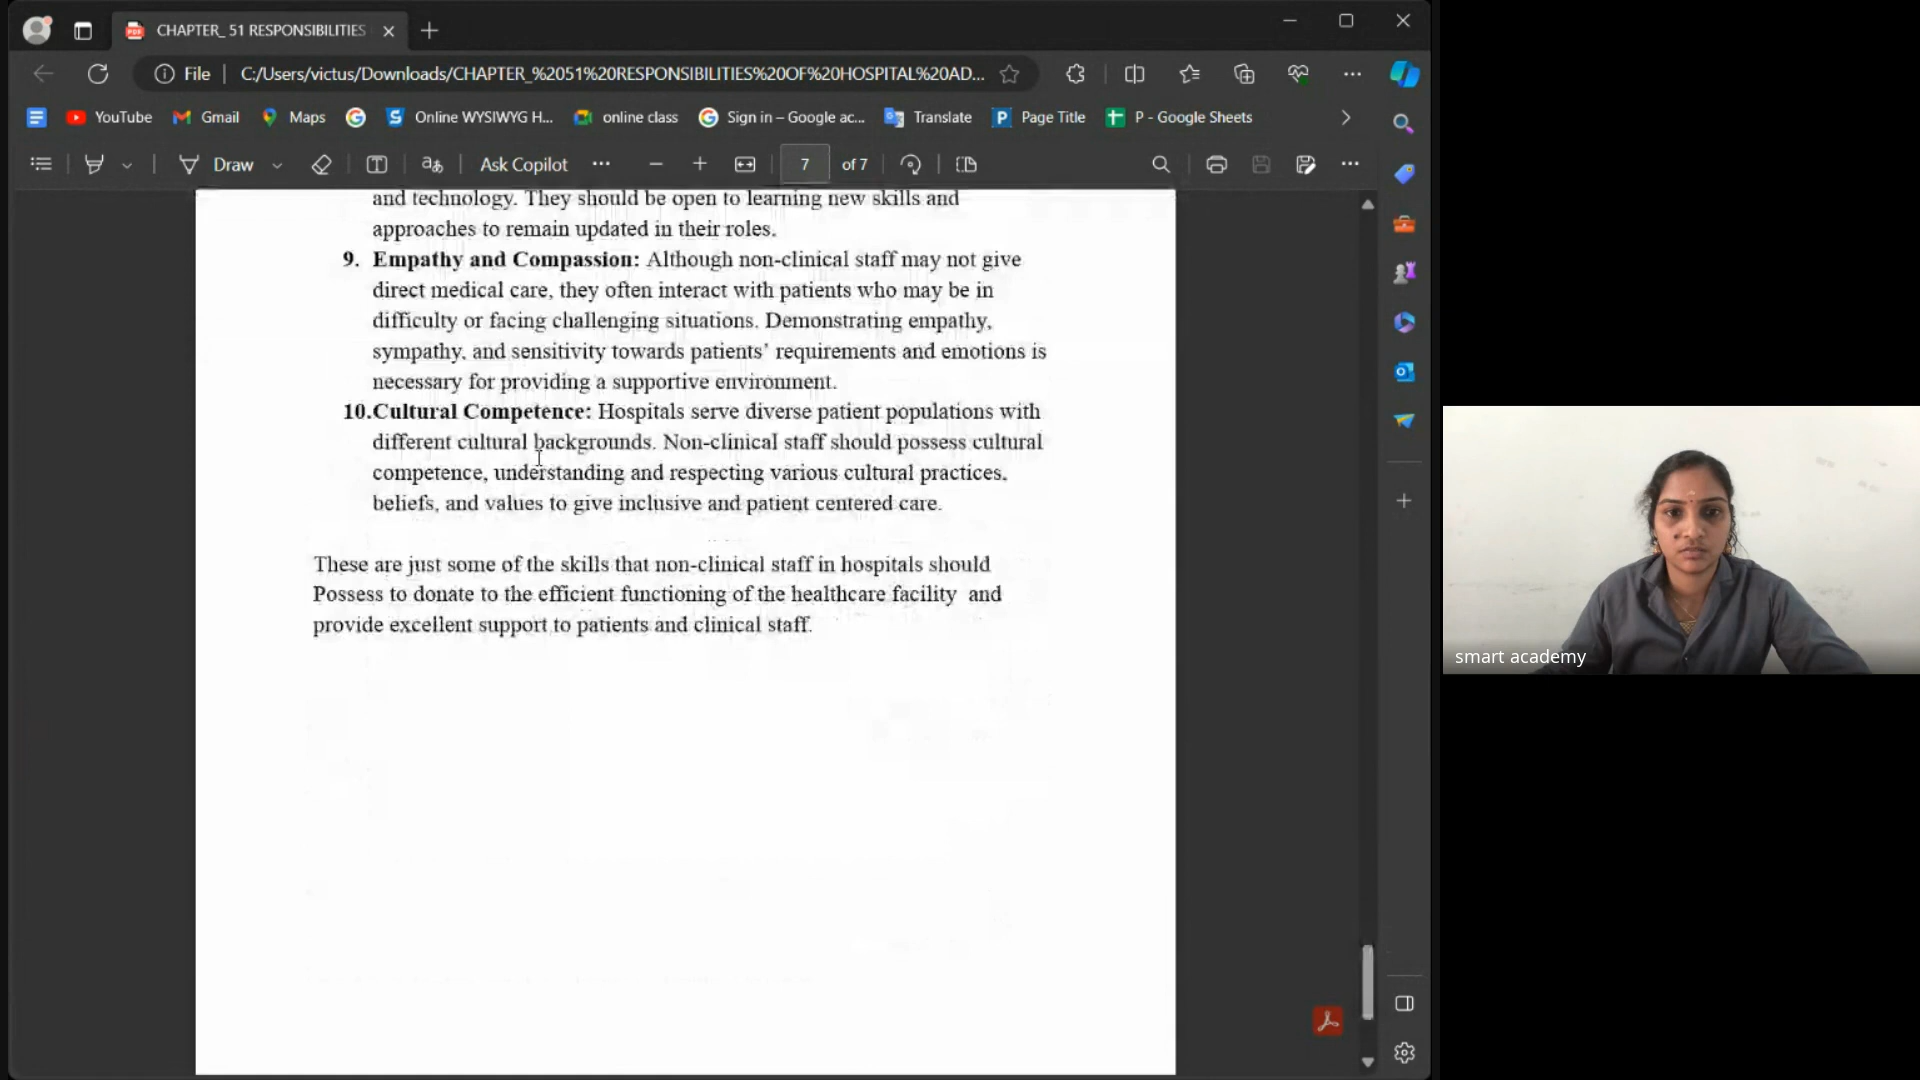 CHAPTER_ 51 RESPONSIBILITIES
File
C:/Users/victus/Downloads/CHAPTER_%2051%20RESPONSIBILITIES%20OF%20HOSPITAL%20AD...
YouTube Gmail Maps Online WYSIWYG H... online class Sign in – Google ac... Translate Page Title P - Google Sheets
Draw Ask Copilot 7 of 7
and technology. They should be open to learning new skills and
approaches to remain updated in their roles.
9. Empathy and Compassion: Although non-clinical staff may not give
direct medical care, they often interact with patients who may be in
difficulty or facing challenging situations. Demonstrating empathy,
sympathy, and sensitivity towards patients' requirements and emotions is
necessary for providing a supportive environment.
10.Cultural Competence: Hospitals serve diverse patient populations with
different cultural backgrounds. Non-clinical staff should possess cultural
competence, understanding and respecting various cultural practices,
beliefs, and values to give inclusive and patient centered care.
These are just some of the skills that non-clinical staff in hospitals should
Possess to donate to the efficient functioning of the healthcare facility and
provide excellent support to patients and clinical staff.
smart academy